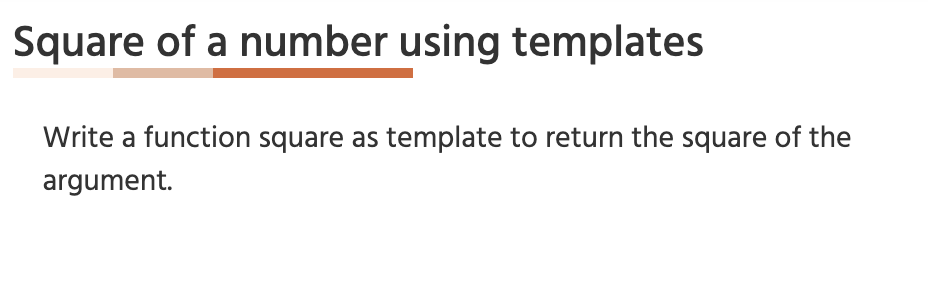 Square of a number using templates
Write a function square as template to return the square of the
argument.